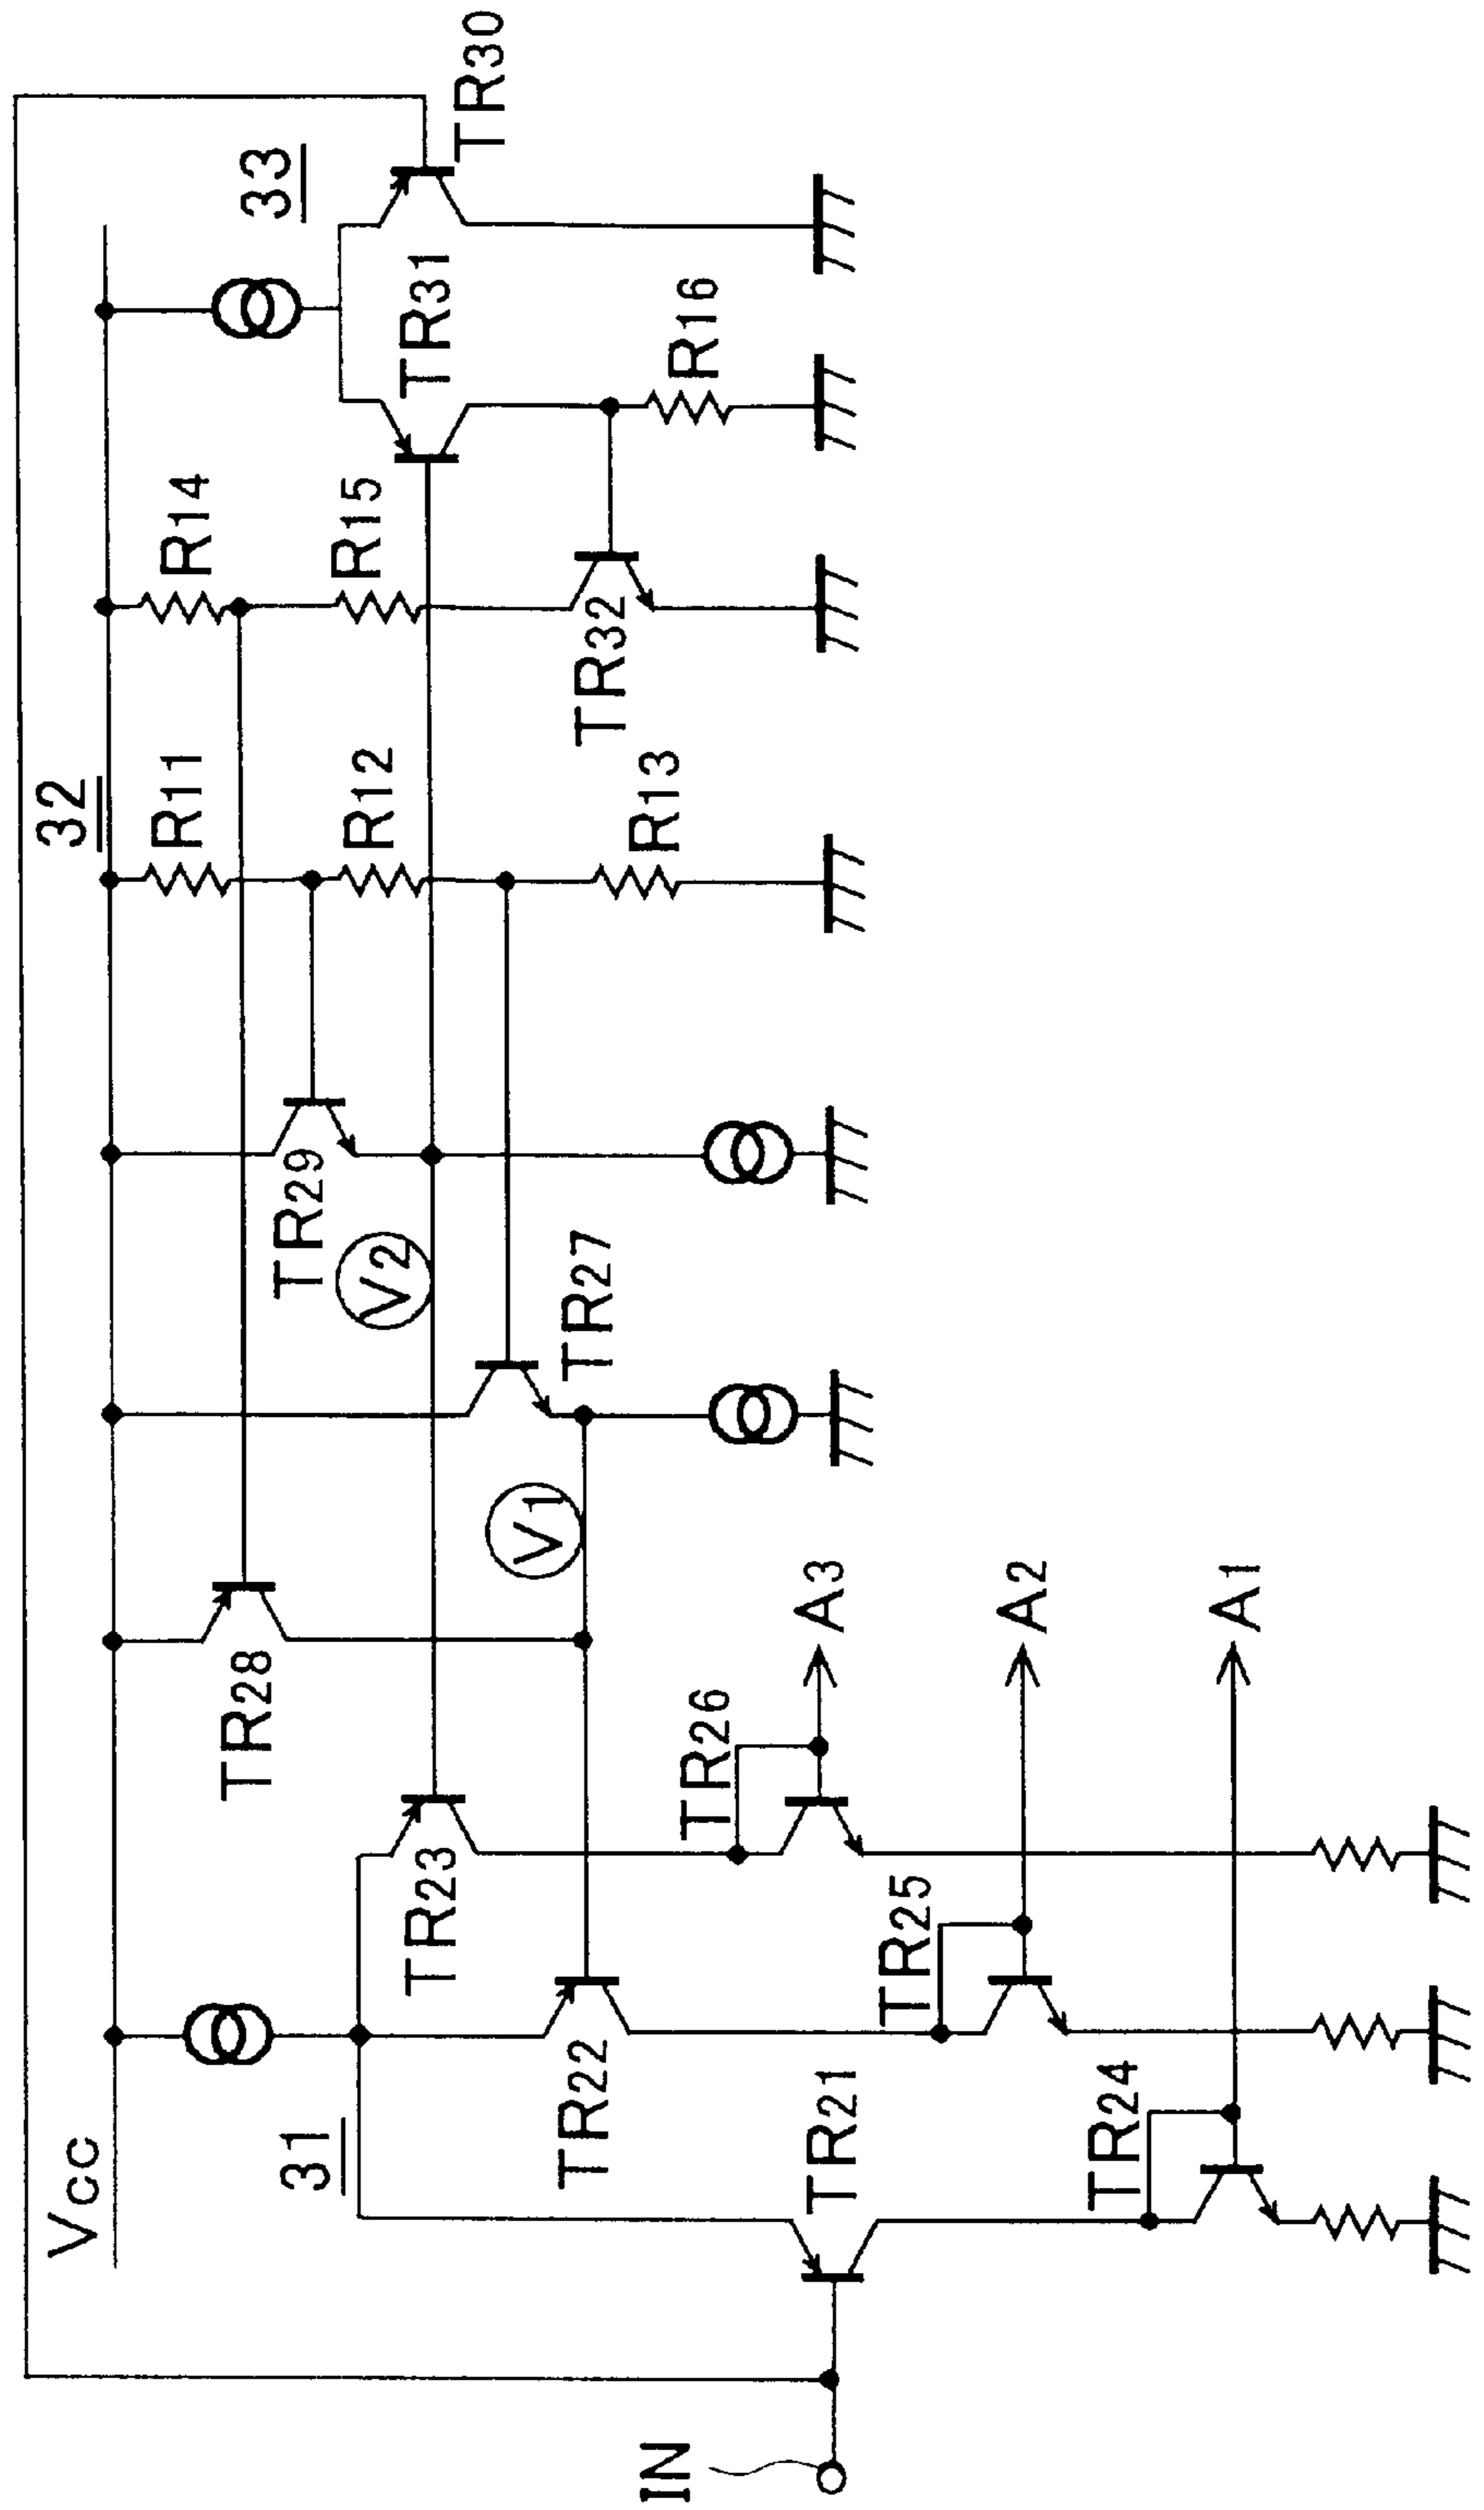 Vcc
32
33
R11
R14
31
TR28
TR29
V2
R12
R15
TR31
TR30
TR23
V1
TR27
R13
TR32
R16
TR22
TR26
IN
TR21
A3
TR25
A2
TR24
A1